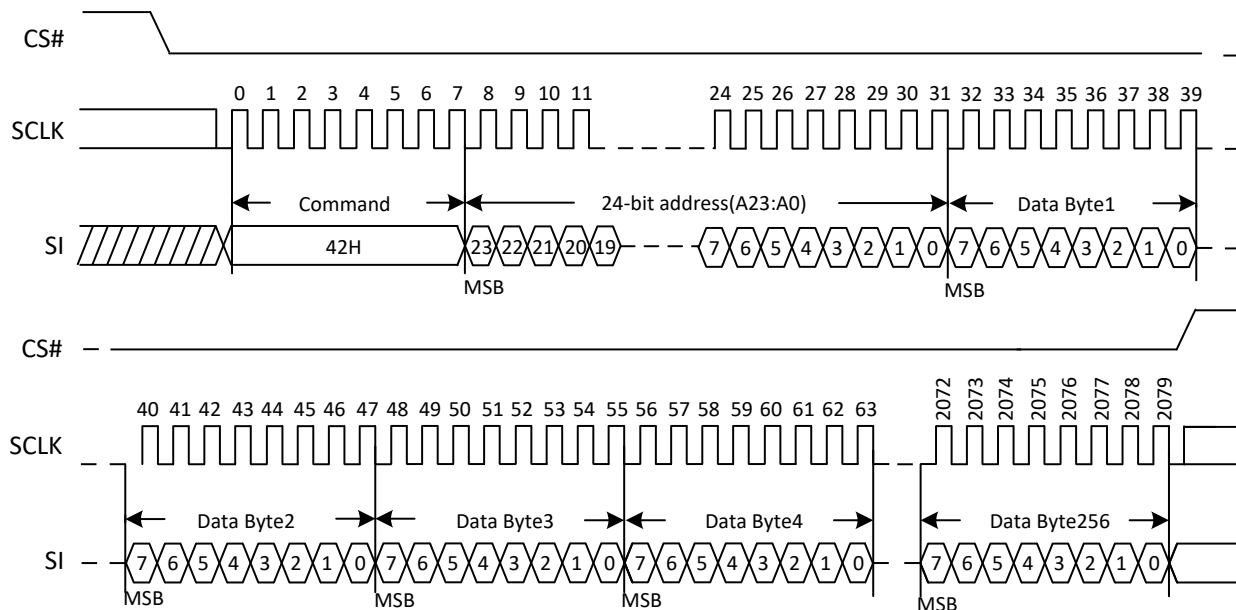 CS#
0 1 2 3 4 5 6 7 8 9 10 11 24 25 26 27 28 29 30 31 32 33 34 35 36 37 38 39
SCLK
Command 24-bit address(A23:A0) Data Byte1
SI 42H 23 22 21 20 19 7 6 5 4 3 2 1 0 7 6 5 4 3 2 1 0
MSB MSB
CS#
40 41 42 43 44 45 46 47 48 49 50 51 52 53 54 55 56 57 58 59 60 61 62 63 2072 2073 2074 2075 2076 2077 2078 2079
SCLK
Data Byte2 Data Byte3 Data Byte4 Data Byte256
SI 7 6 5 4 3 2 1 0 7 6 5 4 3 2 1 0 7 6 5 4 3 2 1 0 7 6 5 4 3 2 1 0
MSB MSB MSB MSB